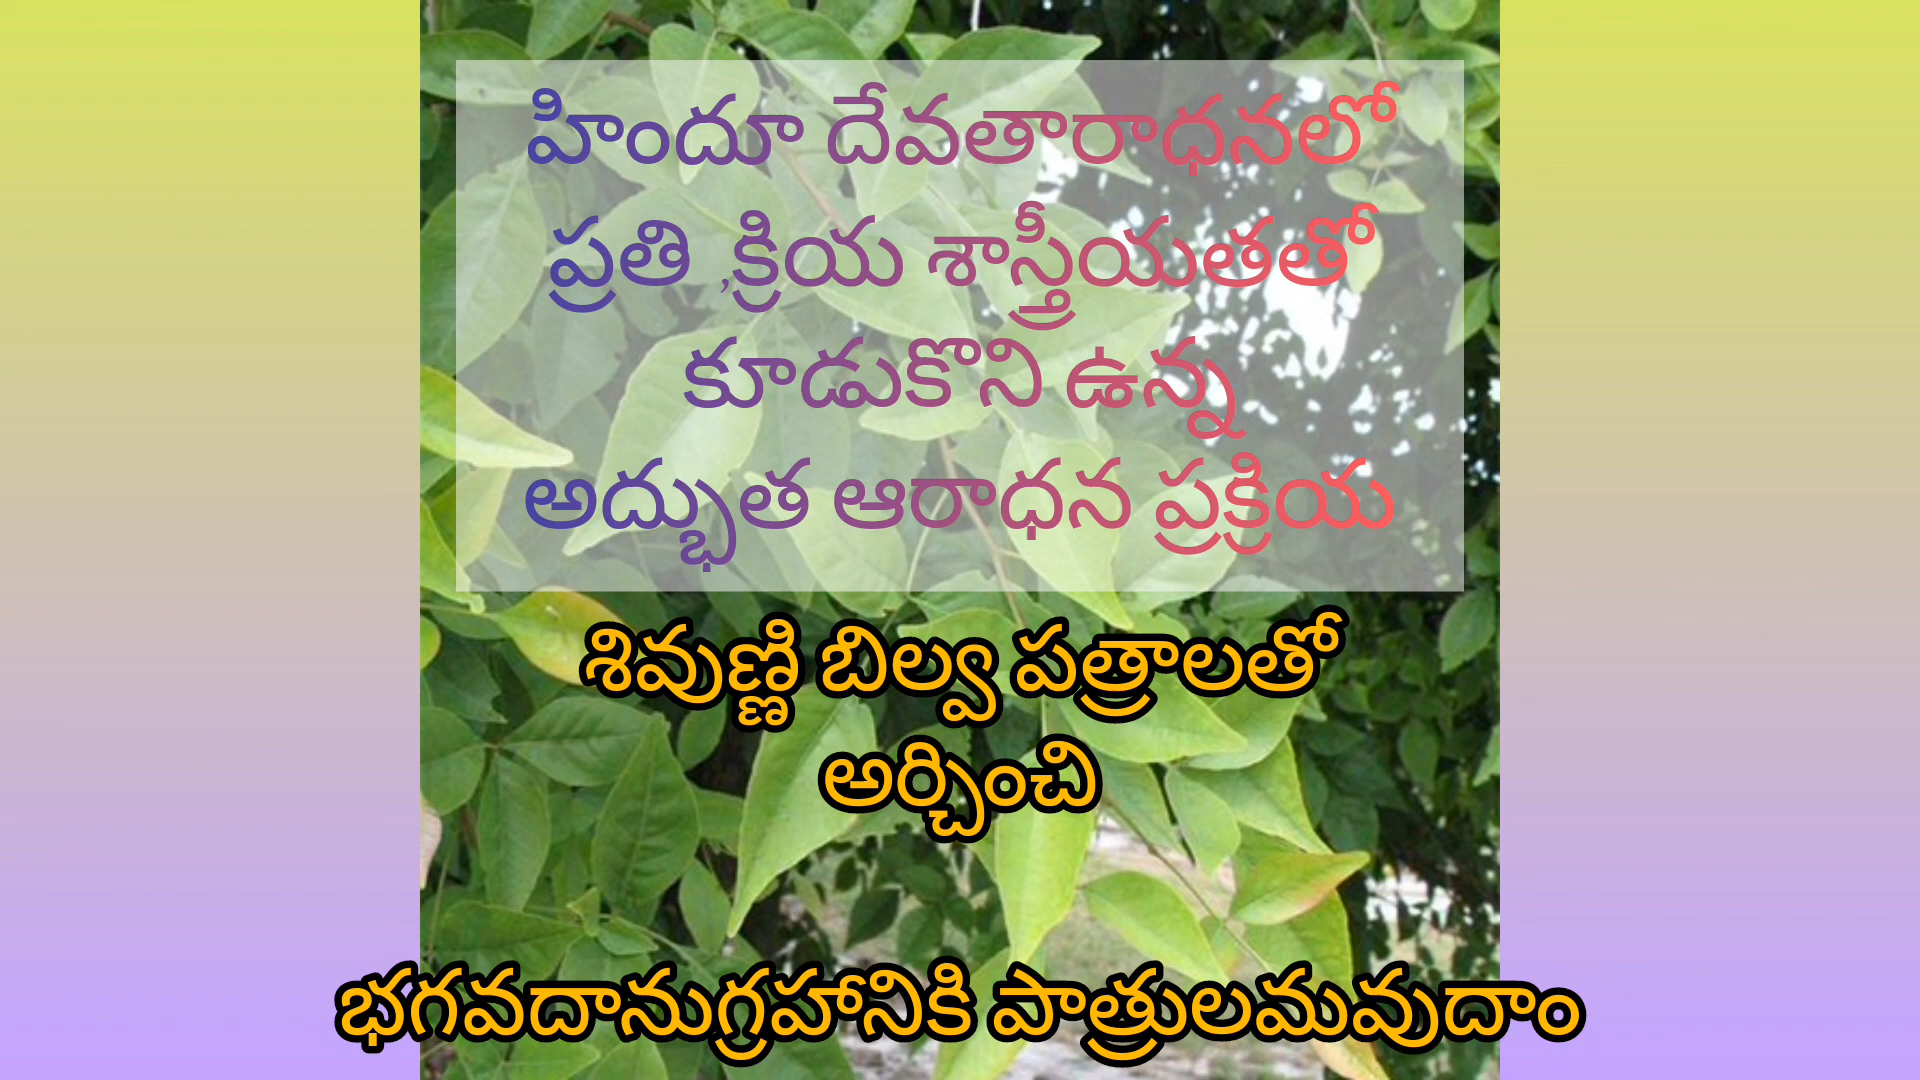 హిందూ దేవతారాధనలో
ప్రతి ,క్రియ శాస్త్రీయతతో
కూడుకొని ఉన్న
అద్భుత ఆరాధన ప్రక్రియ
శివుణ్ణి బిల్వ పత్రాలతో
అర్చించి
భగవదానుగ్రహానికి పాత్రులమవుదాం